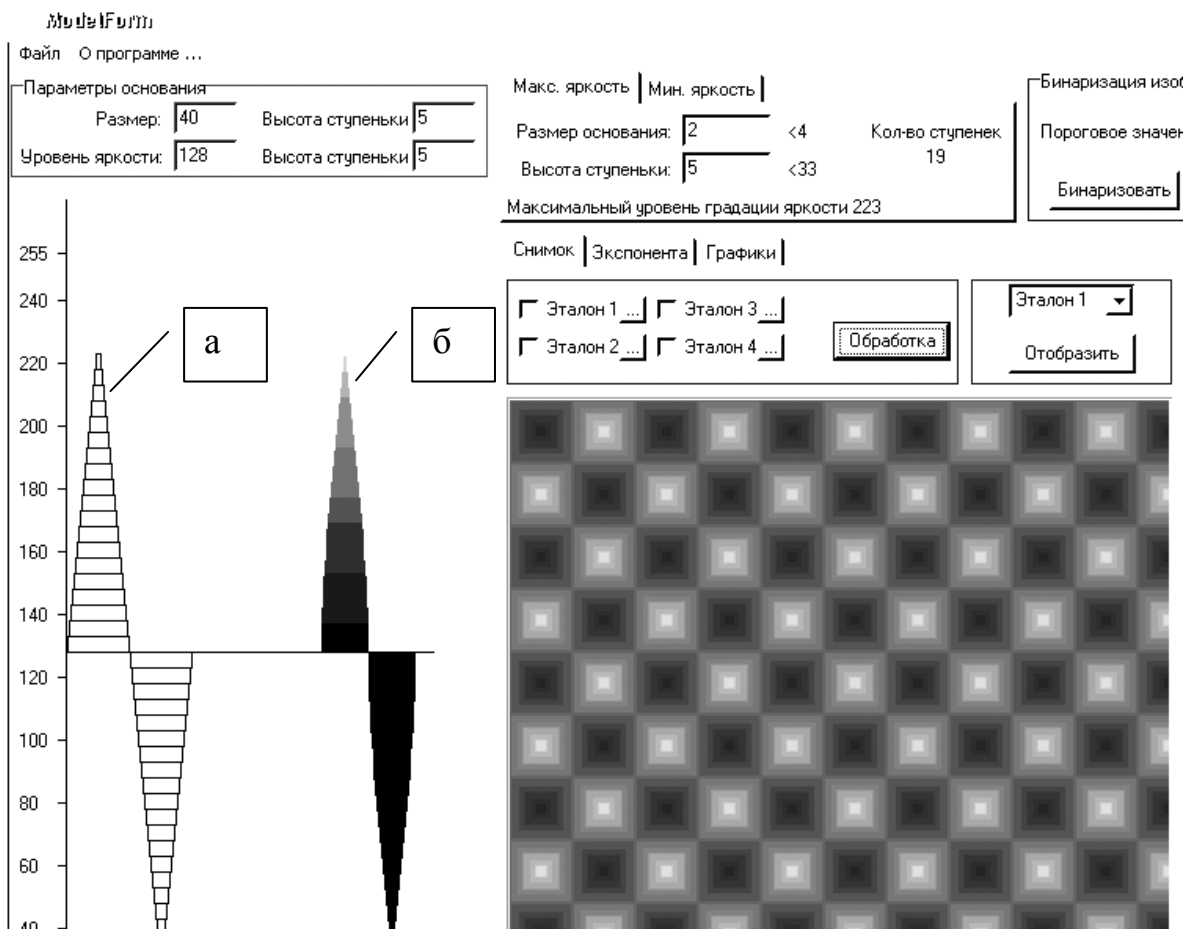 ModelForm
Файл О программе ...
Параметры основания
Размер: 40 Высота ступеньки 5
Уровень яркости: 128 Высота ступеньки 5
Макс. яркость Мин. яркость
Размер основания: 2 <4 Кол-во ступенек
19
Высота ступеньки: 5 <33
Максимальный уровень градации яркости 223
Бинаризация изоб
Пороговое значен
Бинаризовать
Снимок Экспонента Графики
Эталон 1 ... Эталон 3 ...
Эталон 2 ... Эталон 4 ...
Обработка
Эталон 1
Отобразить
255
240
220
200
180
160
140
120
100
80
60
40
а
б